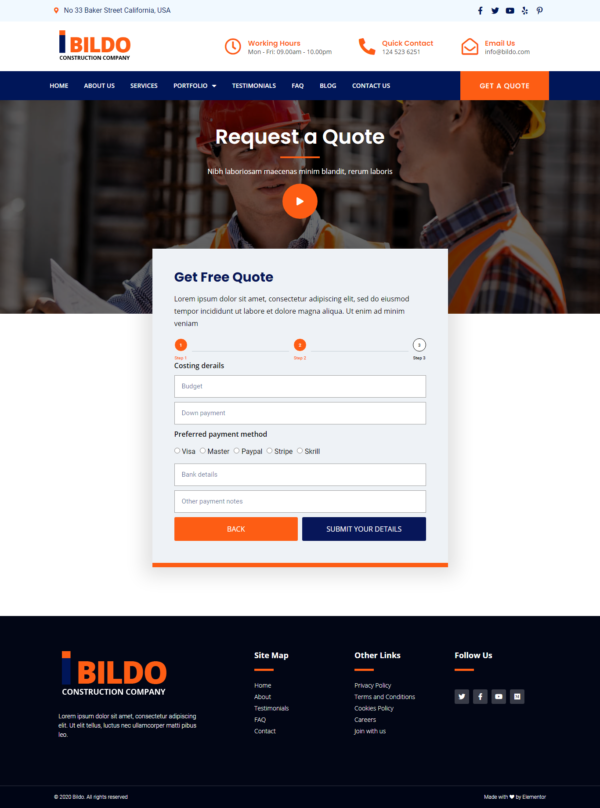 No 33 Baker Street California, USA
BILDO
CONSTRUCTION COMPANY
Working Hours
Mon - Fri: 09.00am - 10.00pm
Quick Contact
124 523 6251
Email Us
info@bildo.com
HOME ABOUT US SERVICES PORTFOLIO TESTIMONIALS FAQ BLOG CONTACT US GET A QUOTE
Request a Quote
Nibh laboriosam maecenas minim blandit, rerum laboris
Get Free Quote
Lorem ipsum dolor sit amet, consectetur adipiscing elit, sed do eiusmod
tempor incididunt ut labore et dolore magna aliqua. Ut enim ad minim
veniam
1 2 3
Step 1 Step 2 Step 3
Costing derails
Budget
Down payment
Preferred payment method
Visa Master Paypal Stripe Skrill
Bank details
Other payment notes
BACK SUBMIT YOUR DETAILS
BILDO
CONSTRUCTION COMPANY
Lorem ipsum dolor sit amet, consectetur adipiscing
elit. Ut elit tellus, luctus nec ullamcorper matti pibus
leo.
Site Map
Home
About
Testimonials
FAQ
Contact
Other Links
Privacy Policy
Terms and Conditions
Cookies Policy
Careers
Join with us
Follow Us
© 2020 Bildo. All rights reserved
Made with ❤ by Elementor